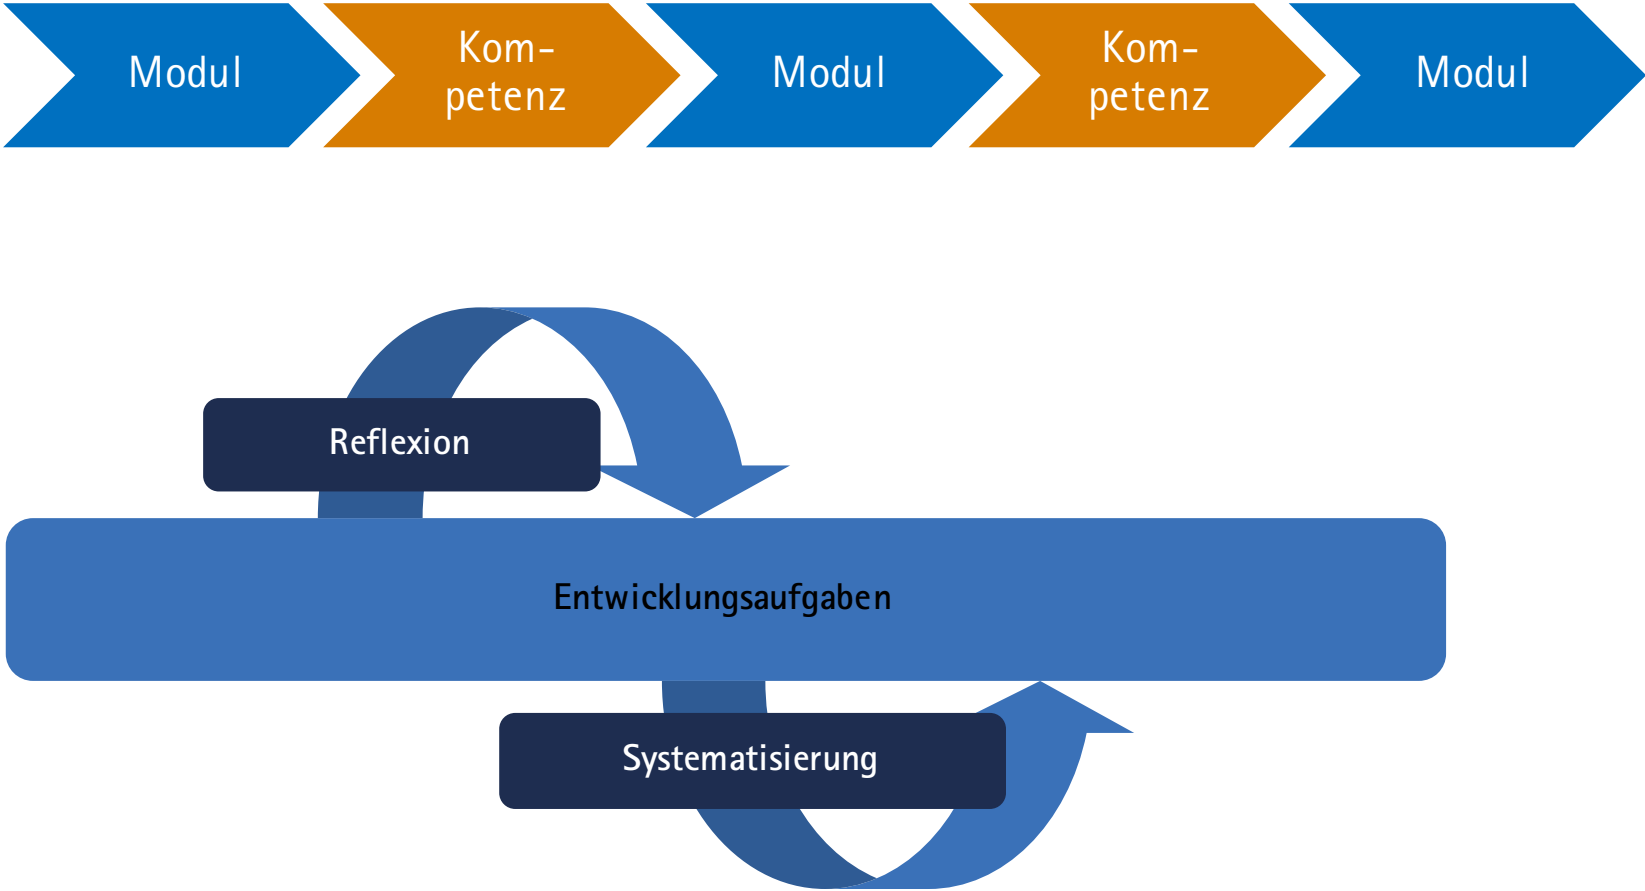 Modul
Kom-
petenz
Modul
Kom-
petenz
Modul
Reflexion
Entwicklungsaufgaben
Systematisierung